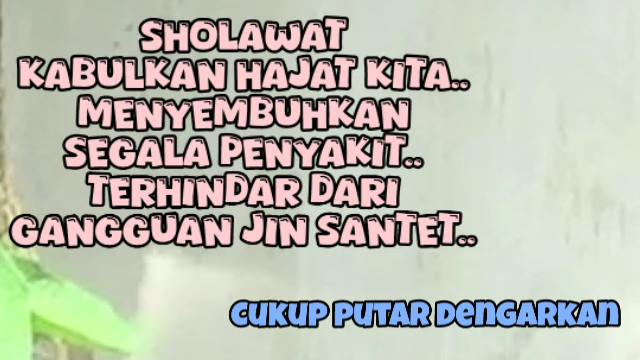 SHOLAWAT
KABULKAN HAJAT KITA..
MENYEMBUHKAN
SEGALA PENYAKIT..
TERHINDAR DARI
GANGGUAN JIN SANTET..
CUKUP PUTAR DENGARKAN